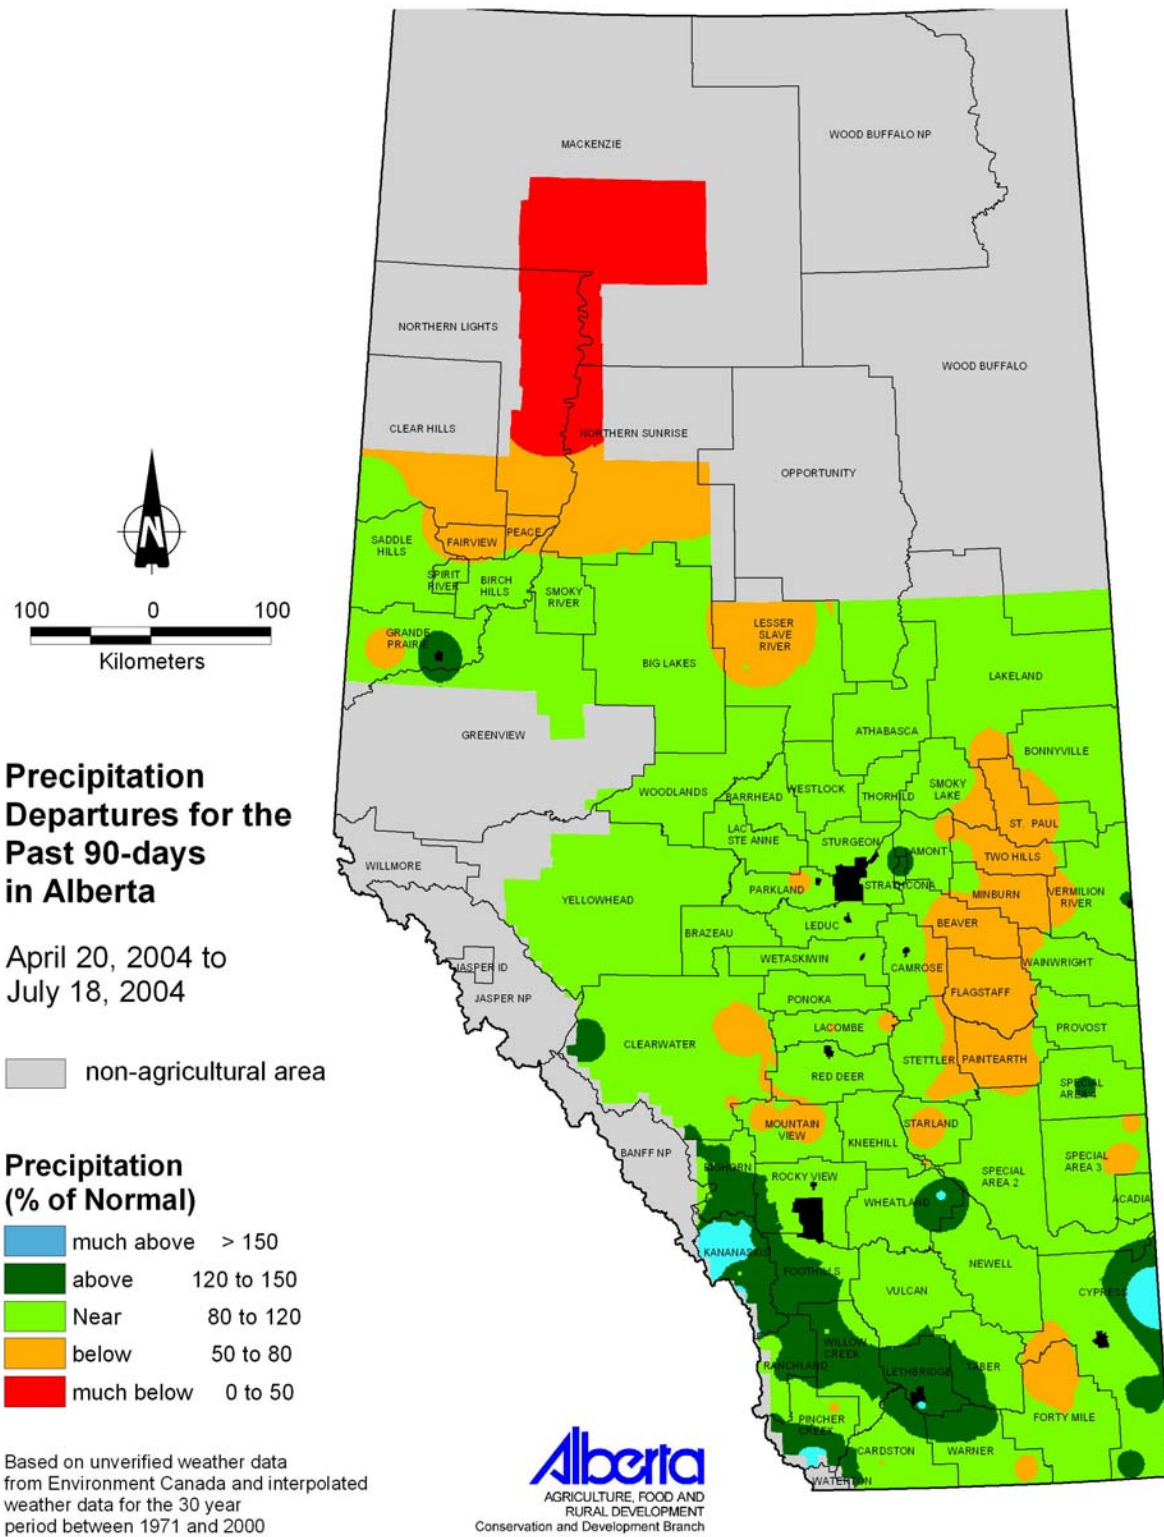 MACKENZIE
WOOD BUFFALO NP
NORTHERN LIGHTS
WOOD BUFFALO
CLEAR HILLS
NORTHERN SUNRISE
OPPORTUNITY
N
SADDLE
HILLS
FAIRVIEW
PEACE
SPIRIT
RIVER
BIRCH
HILLS
SMOKY
RIVER
100 0 100
Kilometers
GRANDE
PRAIRIE
LESSER
SLAVE
RIVER
BIG LAKES
LAKELAND
GREENVIEW
ATHABASCA
BONNYVILLE
Precipitation
Departures for the
Past 90-days
in Alberta
April 20, 2004 to
July 18, 2004
WOODLANDS
BARRHEAD
WESTLOCK
THORHILD
SMOKY
LAKE
ST. PAUL
LAC
STE ANNE
STURGEON
LAMONT
TWO HILLS
WILLMORE
PARKLAND
STRATHCONA
MINBURN
VERMILION
RIVER
YELLOWHEAD
BRAZEAU
LEDUC
BEAVER
WETASKIWIN
CAMROSE
WAINWRIGHT
JASPER ID
JASPER NP
PONOKA
FLAGSTAFF
CLEARWATER
LACOMBE
PROVOST
RED DEER
STETTLER
PAINTEARTH
SPECIAL
AREA 4
non-agricultural area
MOUNTAIN
VIEW
KNEEHILL
STARLAND
BANFF NP
BIGHORN
ROCKY VIEW
SPECIAL
AREA 2
SPECIAL
AREA 3
WHEATLAND
ACADIA
KANANASKIS
FOOTHILLS
NEWELL
VULCAN
CYPRESS
Precipitation
(% of Normal)
much above > 150
above 120 to 150
Near 80 to 120
below 50 to 80
much below 0 to 50
WILLOW
CREEK
RANCHLAND
LETHBRIDGE
TABER
PINCHER
CREEK
FORTY MILE
CARDSTON
WARNER
WATERTON
Based on unverified weather data
from Environment Canada and interpolated
weather data for the 30 year
period between 1971 and 2000
Alberta
AGRICULTURE, FOOD AND
RURAL DEVELOPMENT
Conservation and Development Branch